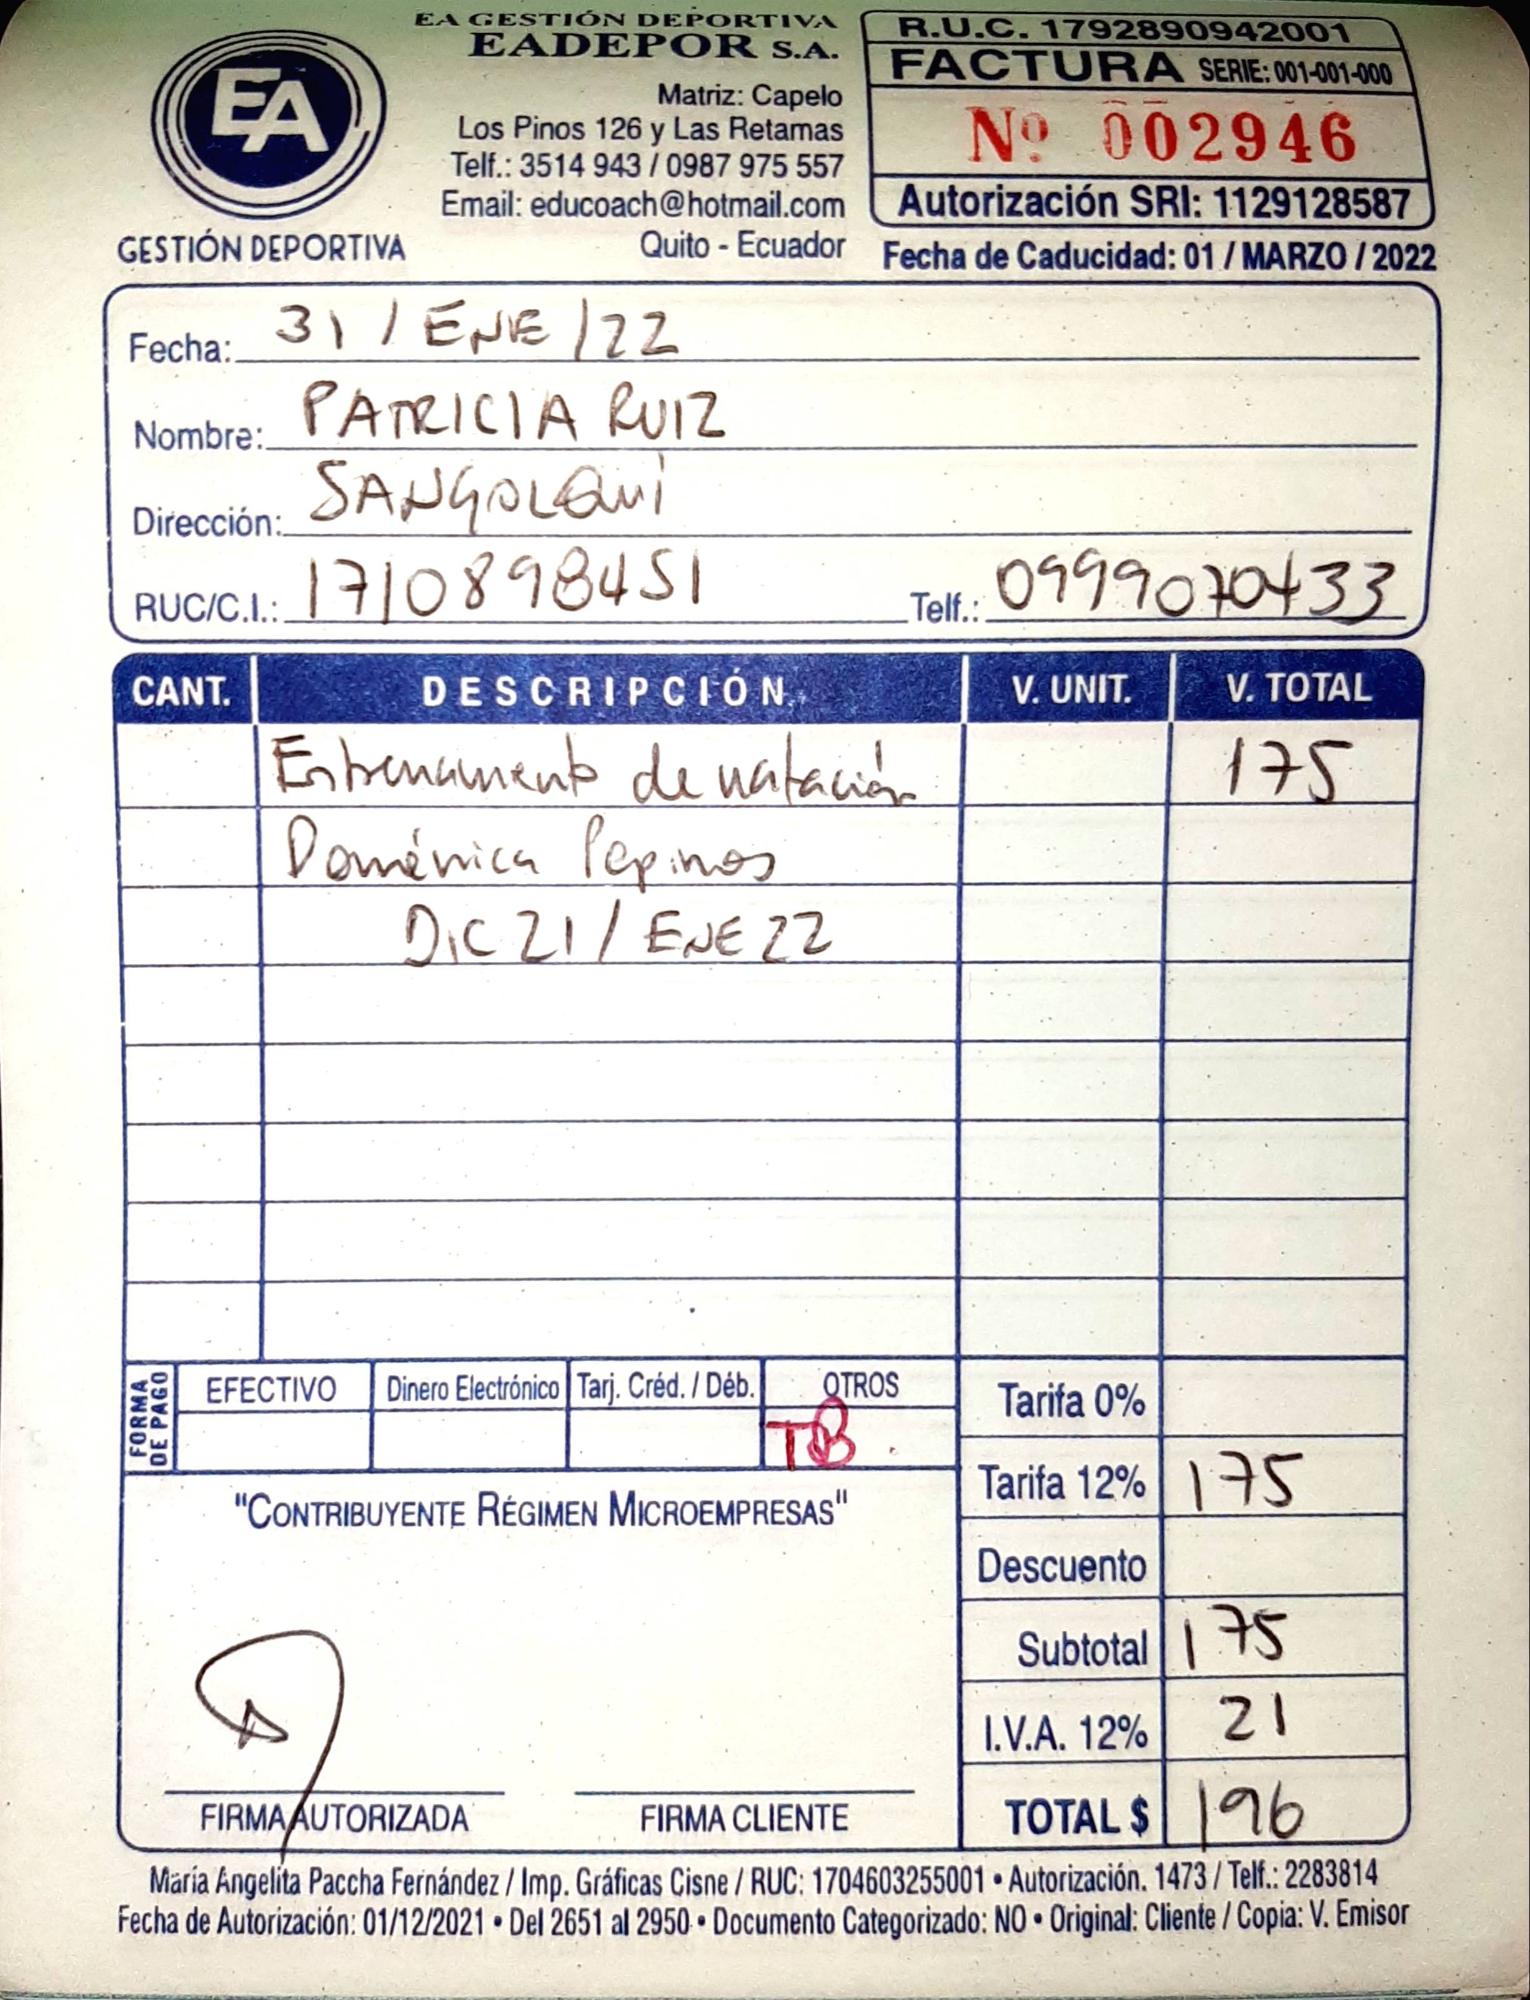 EA GESTIÓN DEPORTIVA
EADEPOR S.A.
Matriz: Capelo
Los Pinos 126 y Las Retamas
Telf.: 3514 943 / 0987 975 557
Email: educoach@hotmail.com
Quito - Ecuador
EA
GESTIÓN DEPORTIVA
R.U.C. 1792890942001
FACTURA SERIE: 001-001-000
Nº 002946
Autorización SRI: 1129128587
Fecha de Caducidad: 01 / MARZO / 2022
Fecha: 31 / ENE / 22
Nombre: PATRICIA RUIZ
Dirección: SANGOLQUÍ
RUC/C.I.: 1710898451 Telf.: 0999070433
CANT. DESCRIPCIÓN V. UNIT. V. TOTAL
Entrenamiento de natación 175
Doménica Pepinos
DIC 21 / ENE 22
FORMA DE PAGO
EFECTIVO Dinero Electrónico Tarj. Créd. / Déb. OTROS
TB
Tarifa 0%
Tarifa 12% 175
Descuento
Subtotal 175
I.V.A. 12% 21
TOTAL $ 196
"CONTRIBUYENTE RÉGIMEN MICROEMPRESAS"
FIRMA AUTORIZADA FIRMA CLIENTE
María Angelita Paccha Fernández / Imp. Gráficas Cisne / RUC: 1704603255001 • Autorización. 1473 / Telf.: 2283814
Fecha de Autorización: 01/12/2021 • Del 2651 al 2950 • Documento Categorizado: NO • Original: Cliente / Copia: V. Emisor